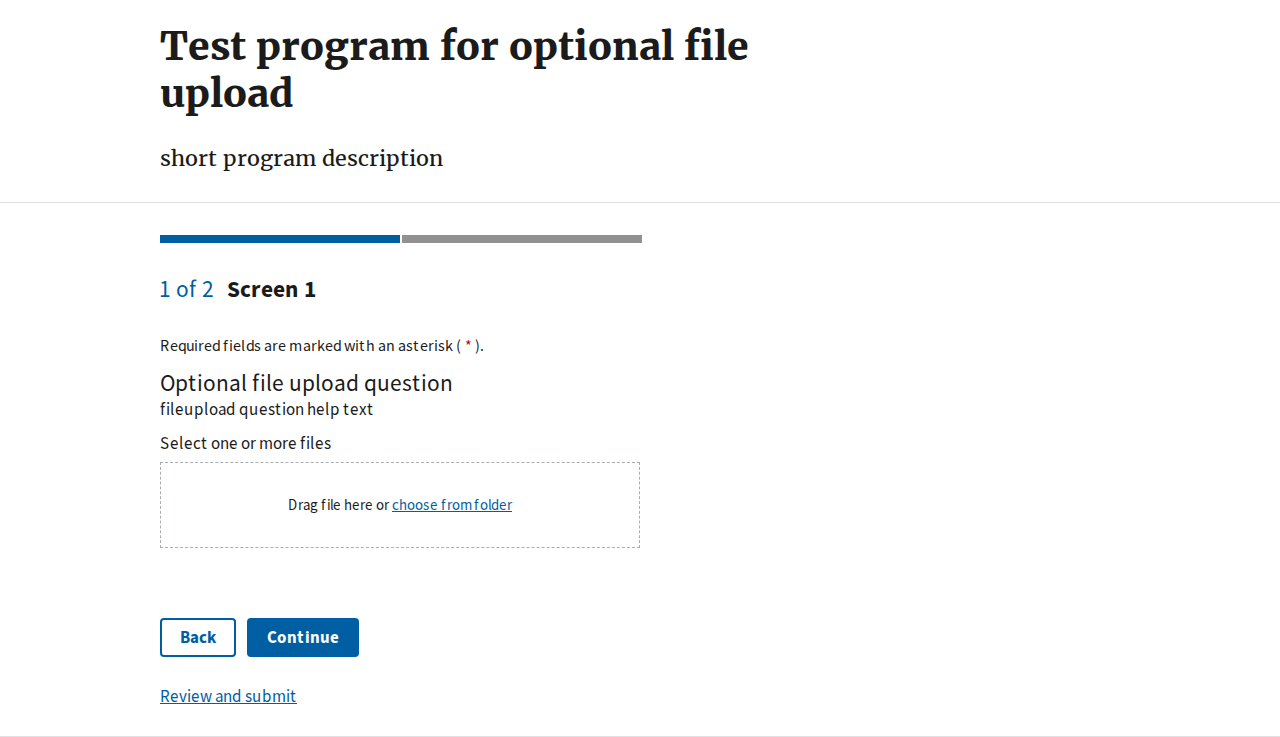 Test program for optional file
upload
short program description
1 of 2 Screen 1
Required fields are marked with an asterisk ( * ).
Optional file upload question
fileupload question help text
Select one or more files
Drag file here or choose from folder
Back Continue
Review and submit